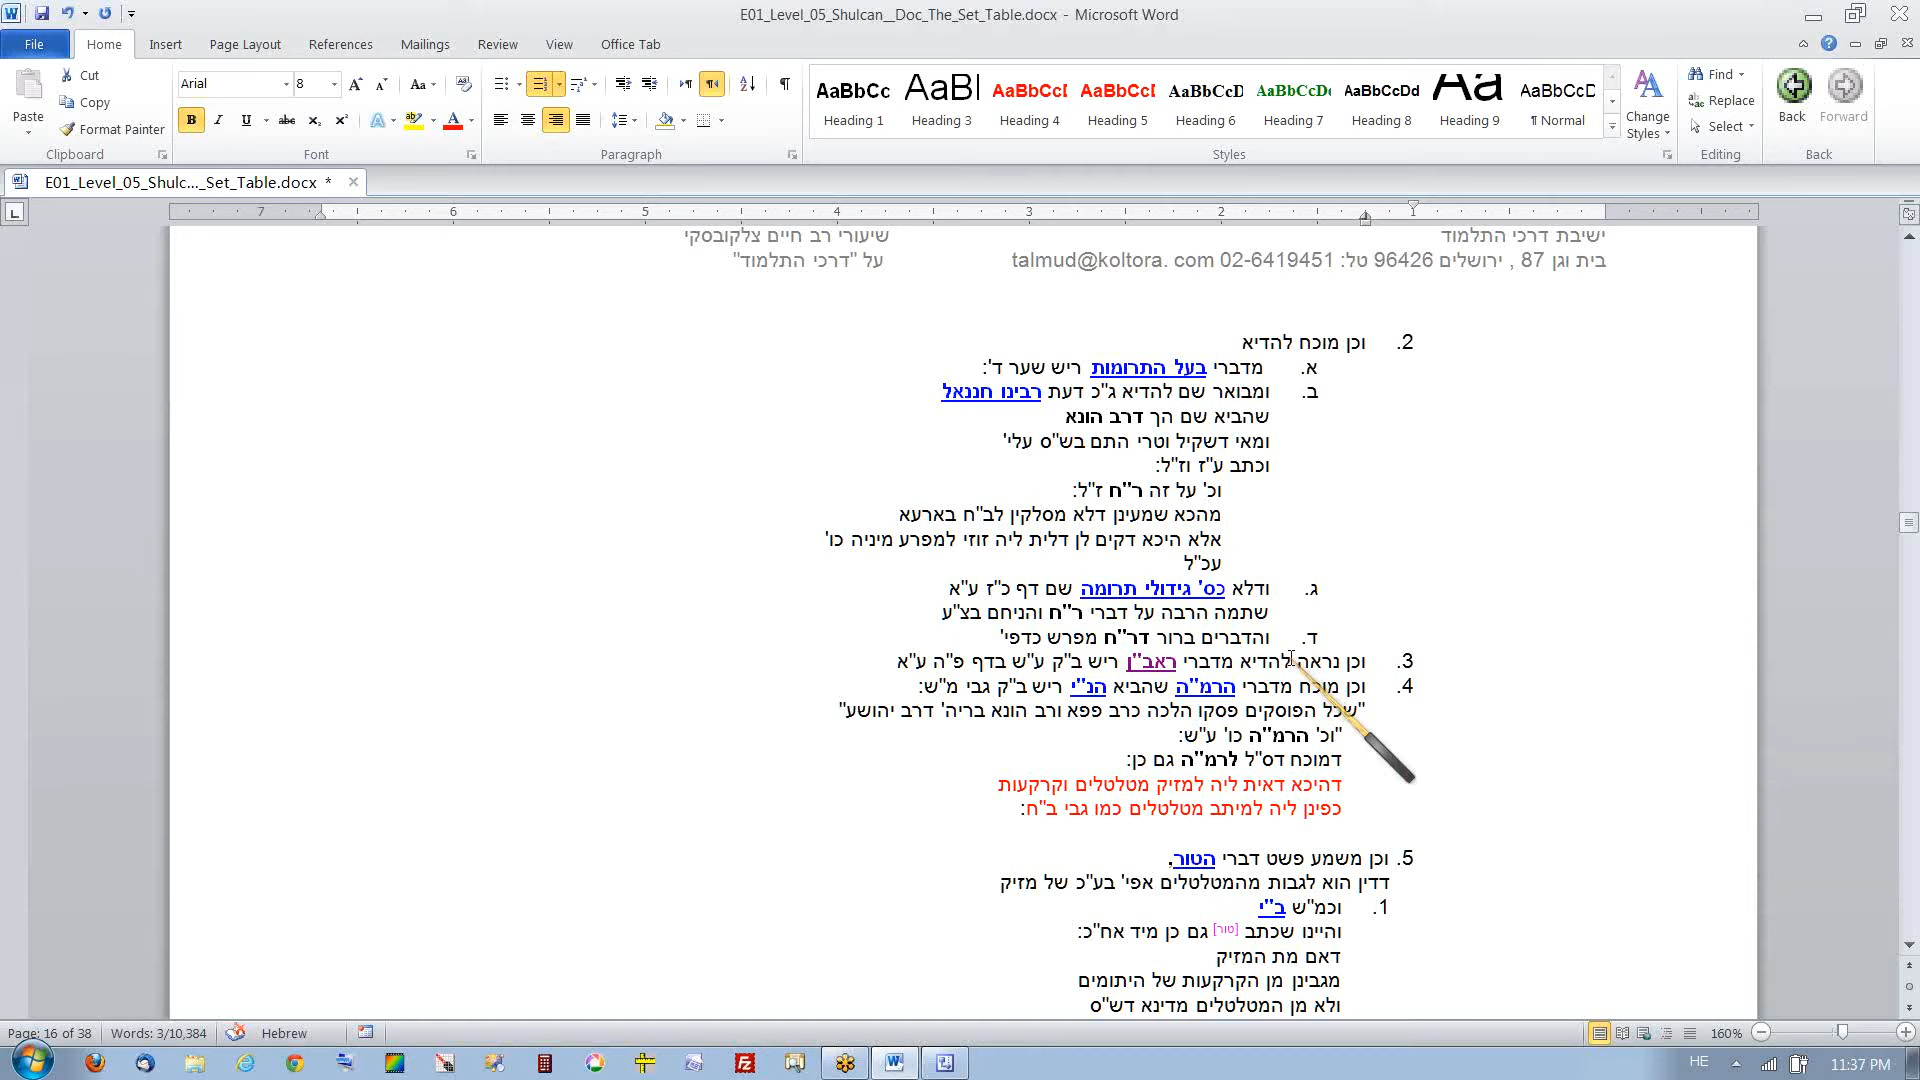 E01_Level_05_Shulcan__Doc_The_Set_Table.docx - Microsoft Word
File Home Insert Page Layout References Mailings Review View Office Tab
Paste
Cut
Copy
Format Painter
Clipboard
Arial 8
Font
Paragraph
AaBbCc AaBl AaBbCcI AaBbCcI AaBbCcD AaBbCcDc AaBbCcDd Aa AaBbCcD
Heading 1 Heading 3 Heading 4 Heading 5 Heading 6 Heading 7 Heading 8 Heading 9 ¶ Normal
Change Styles
Styles
Find
Replace
Select
Editing
Back Forward
Back
E01_Level_05_Shulc..._Set_Table.docx *
7 6 5 4 3 2 1
ישיבת דרכי התלמוד שיעורי רב חיים צלקובסקי
בית וגן 87 , ירושלים 96426 טל: 02-6419451 talmud@koltora. com על "דרכי התלמוד"
2. וכן מוכח להדיא
א. מדברי בעל התרומות ריש שער ד':
ב. ומבואר שם להדיא ג"כ דעת רבינו חננאל
שהביא שם הך דרב הונא
ומאי דשקיל וטרי התם בש"ס עלי'
וכתב ע"ז וז"ל:
וכ' על זה ר"ח ז"ל:
מהכא שמעינן דלא מסלקין לב"ח בארעא
אלא היכא דקים לן דלית ליה זוזי למפרע מיניה כו'
עכ"ל
ג. ודלא כס' גידולי תרומה שם דף כ"ז ע"א
שתמה הרבה על דברי ר"ח והניחם בצ"ע
ד. והדברים ברור דר"ח מפרש כדפי'
3. וכן נראה להדיא מדברי ראב"ן ריש ב"ק ע"ש בדף פ"ה ע"א
4. וכן מוכח מדברי הרמ"ה שהביא הנ"י ריש ב"ק גבי מ"ש:
"שכל הפוסקים פסקו הלכה כרב פפא ורב הונא בריה' דרב יהושע"
"וכ' הרמ"ה כו' ע"ש:
דמוכח דס"ל לרמ"ה גם כן:
דהיכא דאית ליה למזיק מטלטלים וקרקעות
כפינן ליה למיתב מטלטלים כמו גבי ב"ח:
5. וכן משמע פשט דברי הטור.
דדין הוא לגבות מהמטלטלים אפי' בע"כ של מזיק
1. וכמ"ש ב"י
והיינו שכתב [טור] גם כן מיד אח"כ:
דאם מת המזיק
מגבינן מן הקרקעות של היתומים
ולא מן המטלטלים מדינא דש"ס
Page: 16 of 38 Words: 3/10,384 Hebrew 160%
HE 11:37 PM